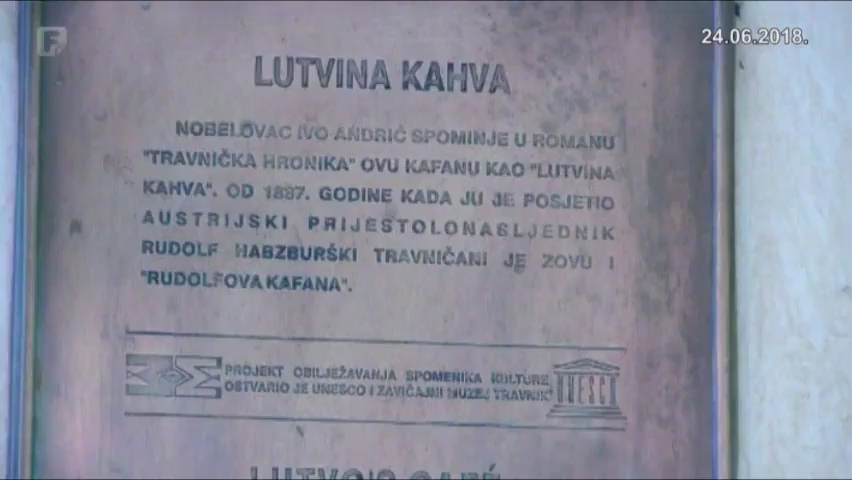 F
24.06.2018.
LUTVINA KAHVA
NOBELOVAC IVO ANDRIĆ SPOMINJE U ROMANU
"TRAVNIČKA HRONIKA" OVU KAFANU KAO "LUTVINA
KAHVA". OD 1887. GODINE KADA JU JE POSJETIO
AUSTRIJSKI PRIJESTOLONASLJEDNIK
RUDOLF HABZBURŠKI TRAVNIČANI JE ZOVU I
"RUDOLFOVA KAFANA".
PROJEKT OBILJEŽAVANJA SPOMENIKA KULTURE
OSTVARIO JE UNESCO I ZAVIČAJNI MUZEJ TRAVNIK
UNESCO
LUTVO'S CAFÉ